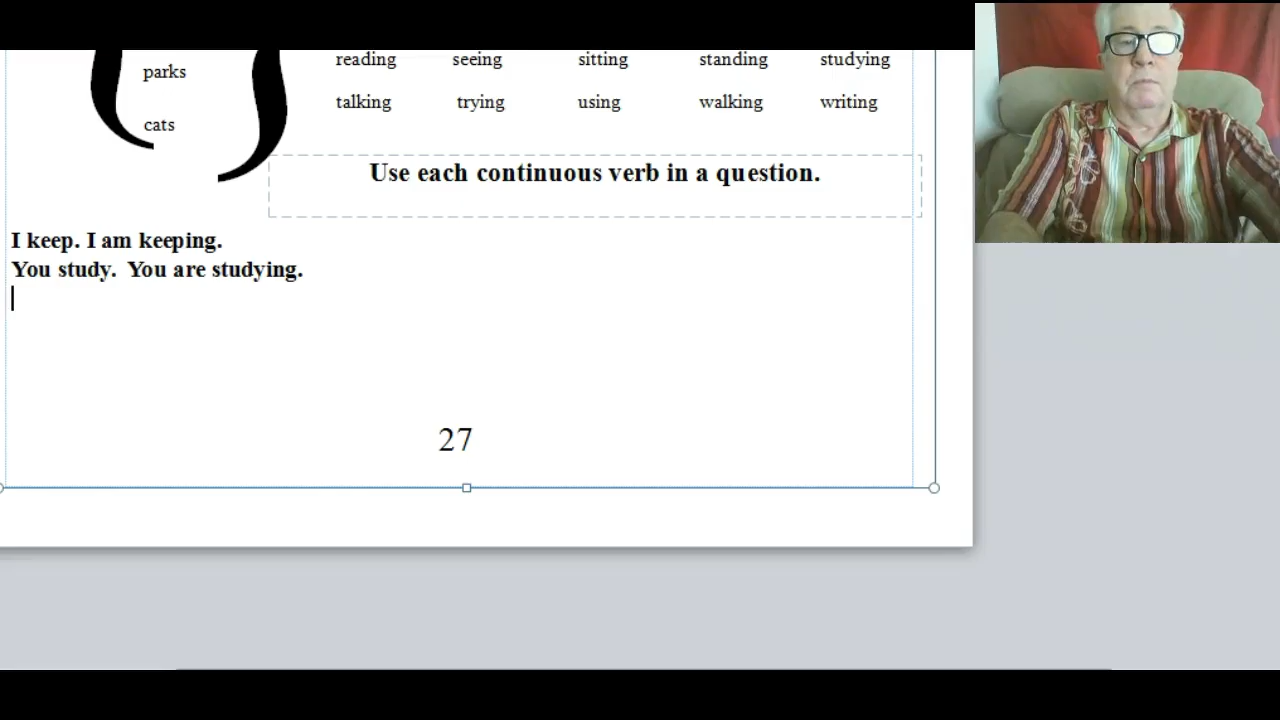 parks
cats
reading seeing sitting standing studying
talking trying using walking writing
Use each continuous verb in a question.
I keep. I am keeping.
You study.  You are studying.
27